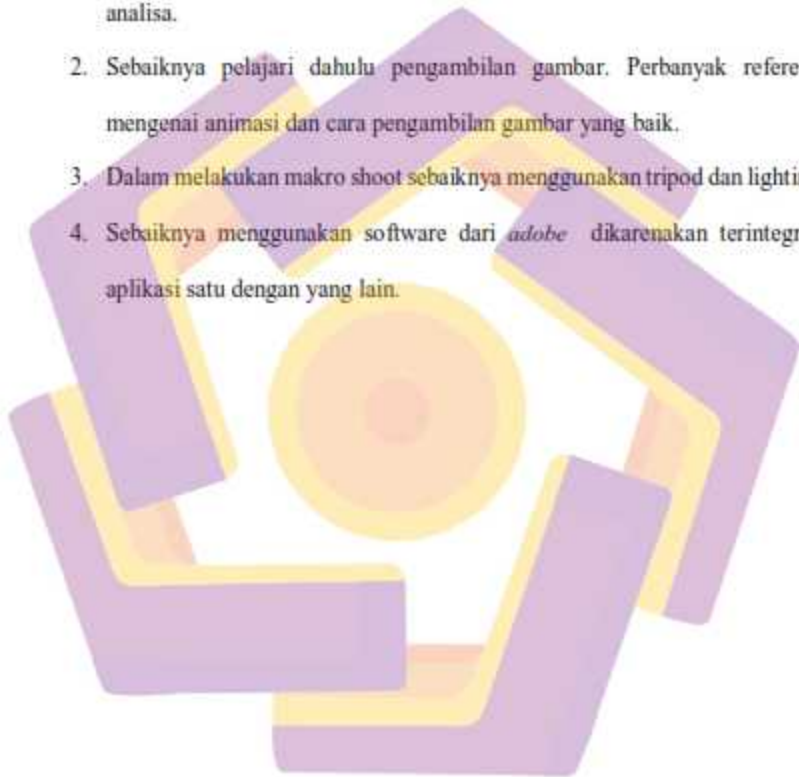 analisa.
2. Sebaiknya pelajari dahulu pengambilan gambar. Perbanyak refere
mengenai animasi dan cara pengambilan gambar yang baik.
3. Dalam melakukan makro shoot sebaiknya menggunakan tripod dan lighti
4. Sebaiknya menggunakan software dari adobe dikarenakan terintegr
aplikasi satu dengan yang lain.